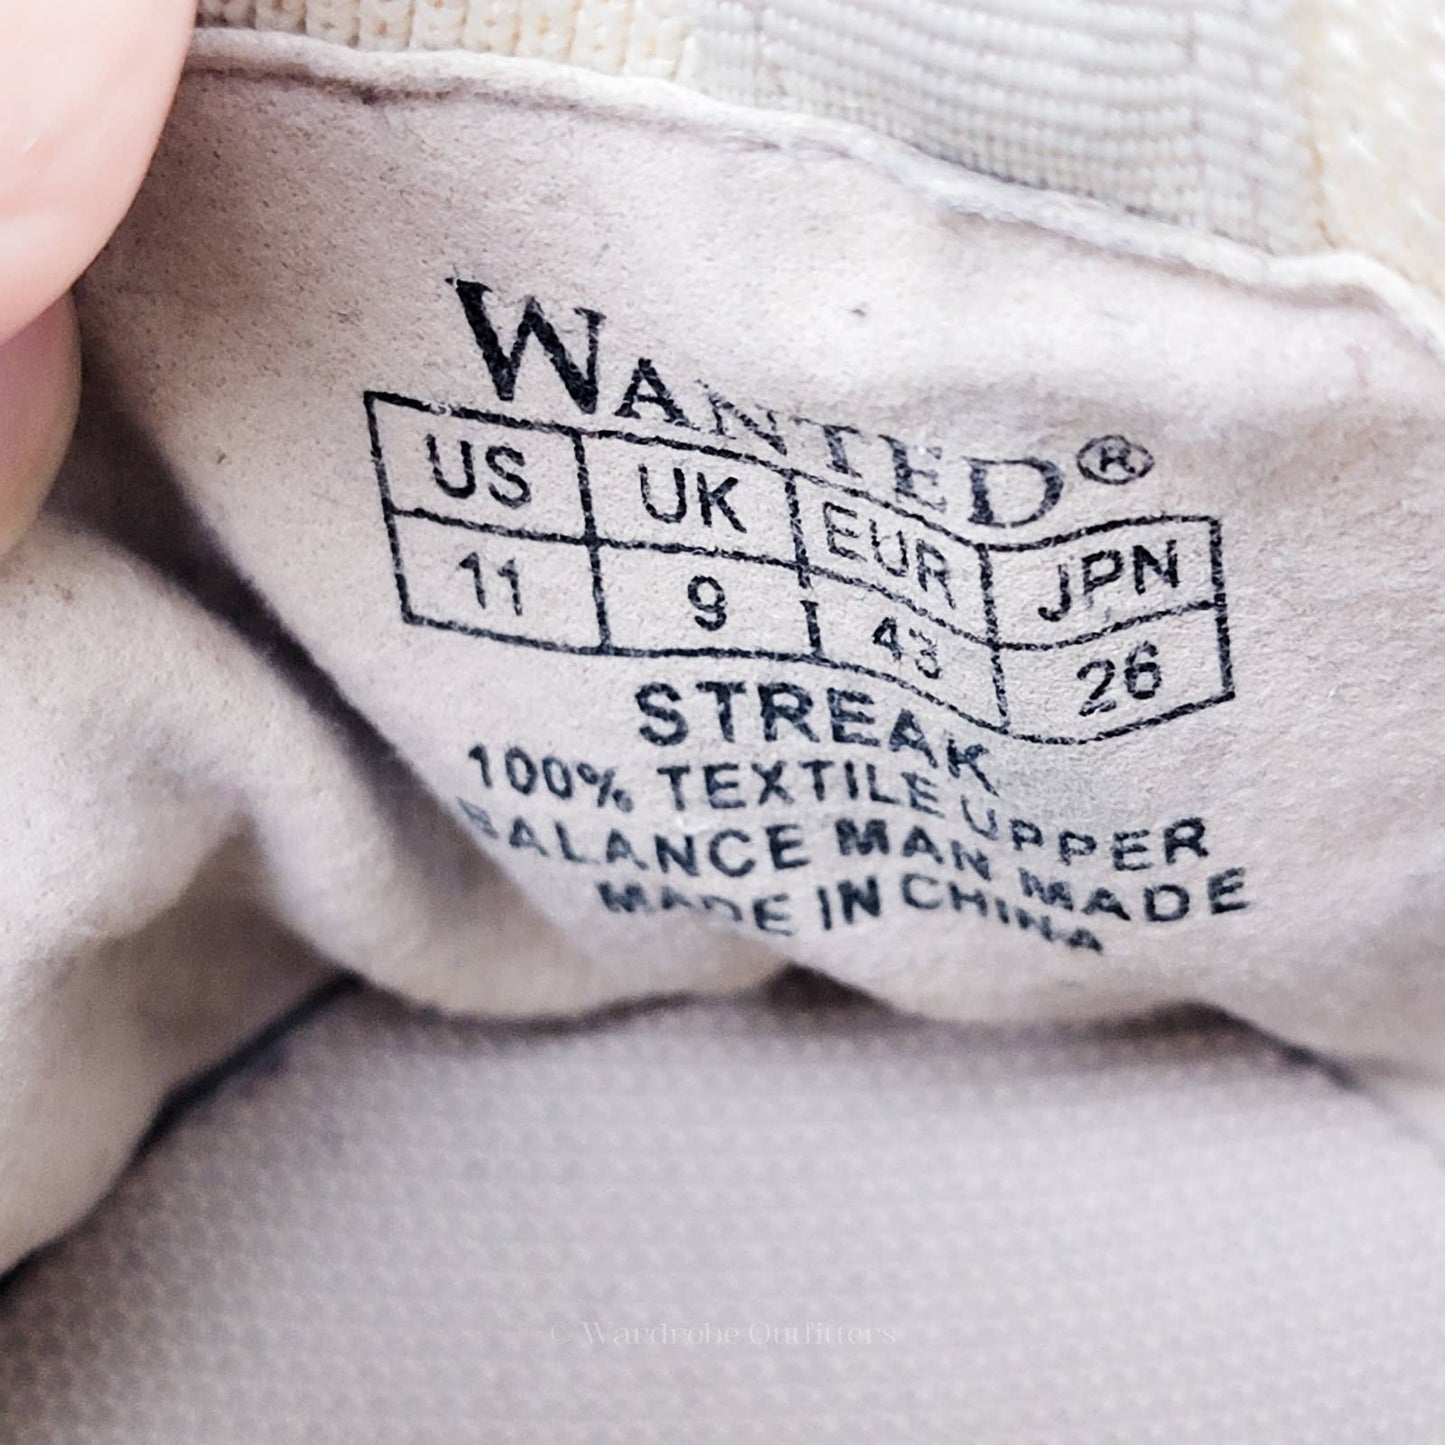 WANTED®
US UK EUR JPN
11 9 43 26
STREAK
100% TEXTILE UPPER
BALANCE MAN MADE
MADE IN CHINA
© Wardrobe Outfitters